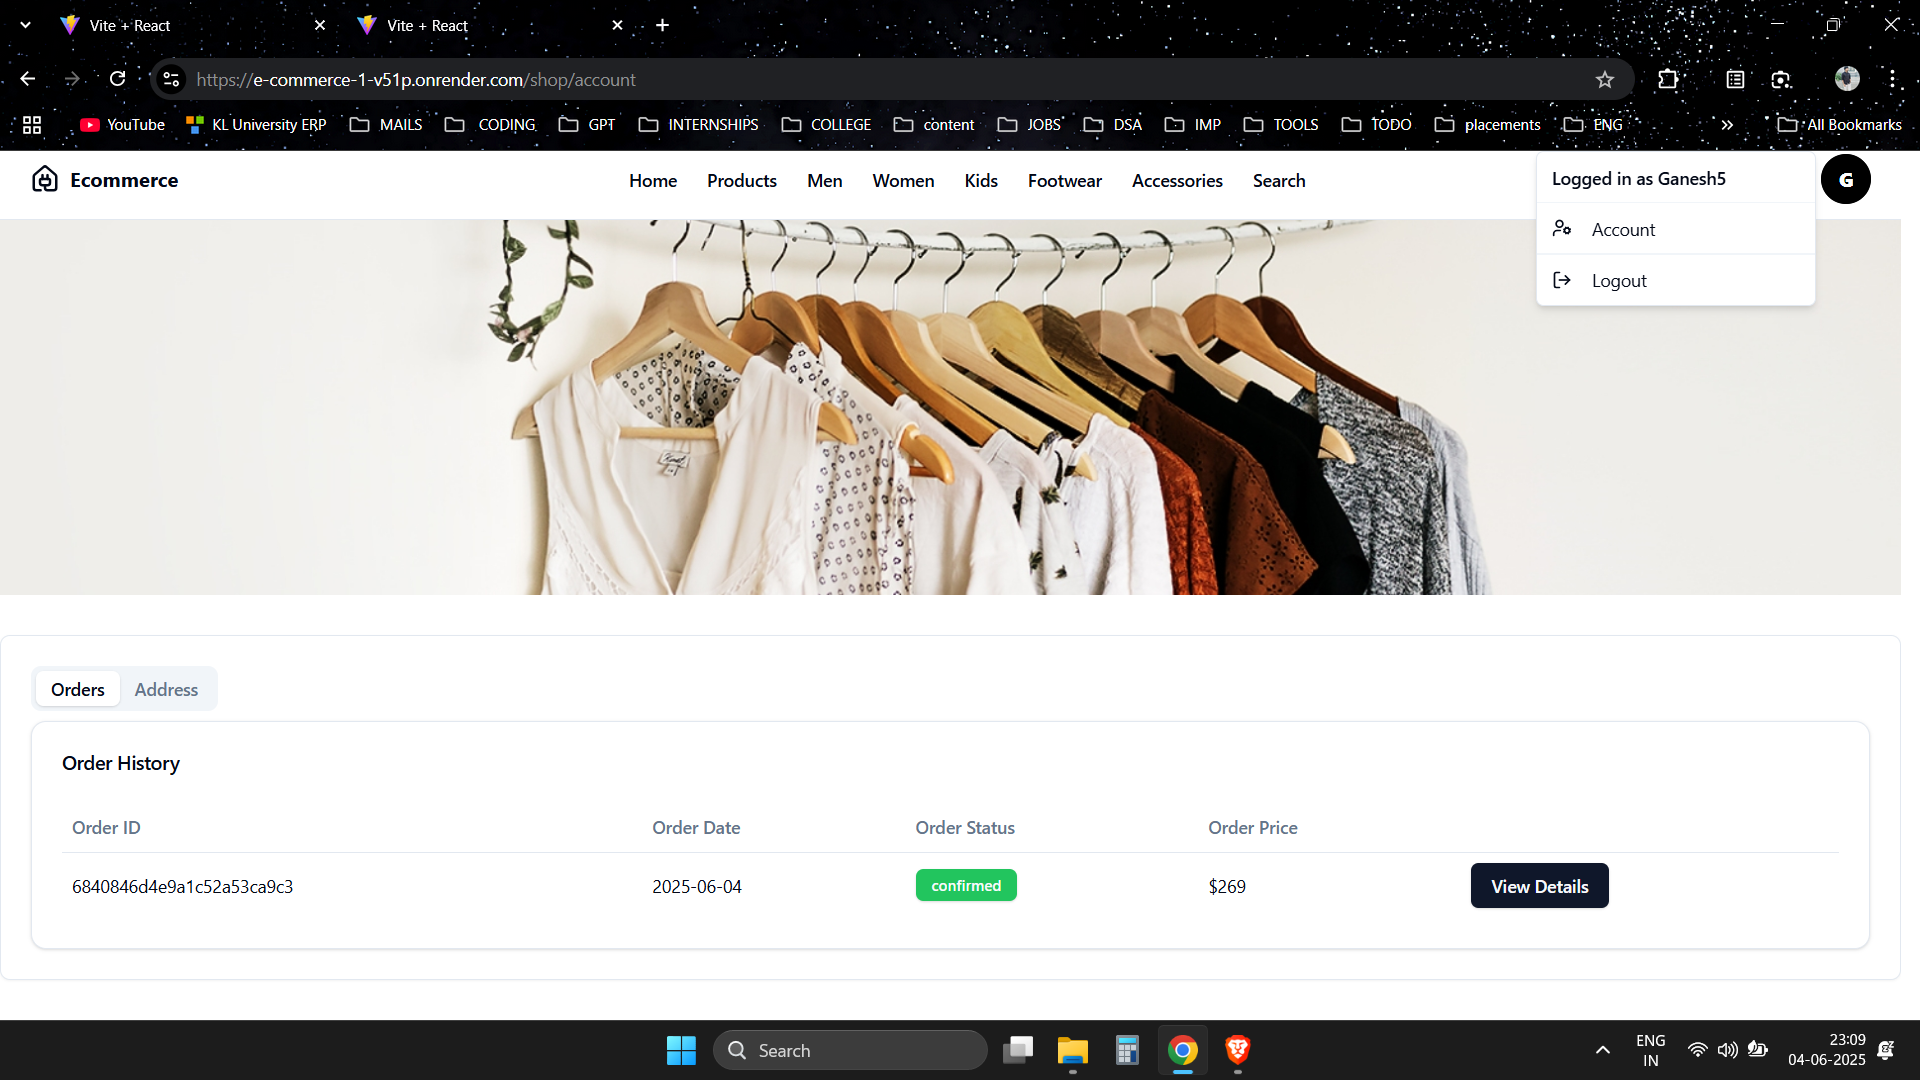 Vite + React
Vite + React
https://e-commerce-1-v51p.onrender.com/shop/account
YouTube KL University ERP MAILS CODING GPT INTERNSHIPS COLLEGE content JOBS DSA IMP TOOLS TODO placements ENG » All Bookmarks
Ecommerce
Home Products Men Women Kids Footwear Accessories Search
Logged in as Ganesh5
G
Account
Logout
Orders Address
Order History
Order ID Order Date Order Status Order Price
6840846d4e9a1c52a53ca9c3 2025-06-04 confirmed $269 View Details
Search
ENG
IN
23:09
04-06-2025